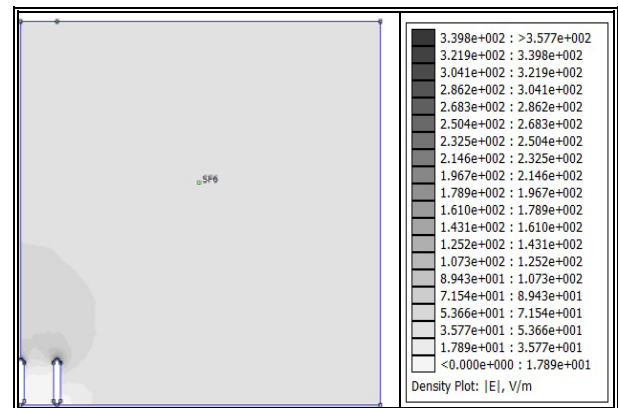 SF6
3.398e+002 : >3.577e+002
3.219e+002 : 3.398e+002
3.041e+002 : 3.219e+002
2.862e+002 : 3.041e+002
2.683e+002 : 2.862e+002
2.504e+002 : 2.683e+002
2.325e+002 : 2.504e+002
2.146e+002 : 2.325e+002
1.967e+002 : 2.146e+002
1.789e+002 : 1.967e+002
1.610e+002 : 1.789e+002
1.431e+002 : 1.610e+002
1.252e+002 : 1.431e+002
1.073e+002 : 1.252e+002
8.943e+001 : 1.073e+002
7.154e+001 : 8.943e+001
5.366e+001 : 7.154e+001
3.577e+001 : 5.366e+001
1.789e+001 : 3.577e+001
<0.000e+000 : 1.789e+001
Density Plot: |E|, V/m